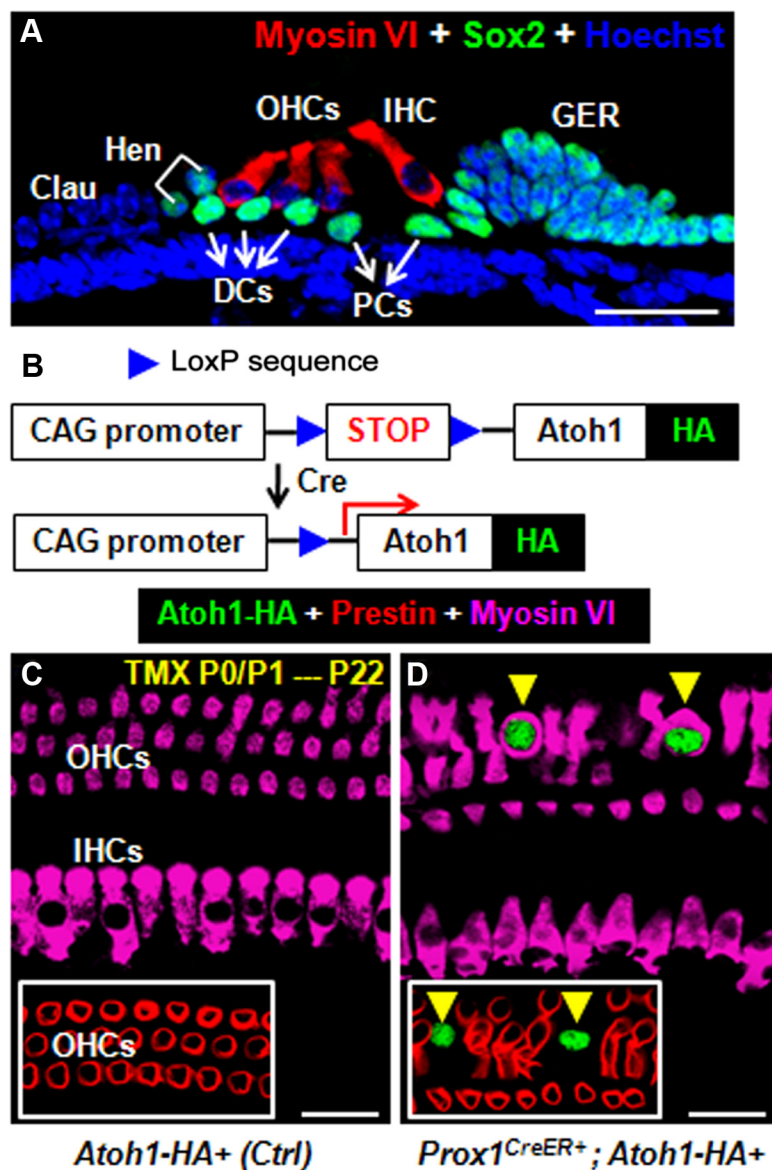 A
Myosin VI + Sox2 + Hoechst
OHCs
IHC
GER
Hen
Clau
DCs
PCs
B
LoxP sequence
CAG promoter
STOP
Atoh1
HA
Cre
CAG promoter
Atoh1
HA
Atoh1-HA + Prestin + Myosin VI
C
TMX P0/P1 --- P22
D
OHCs
IHCs
OHCs
Atoh1-HA+ (Ctrl)
Prox1CreER+; Atoh1-HA+